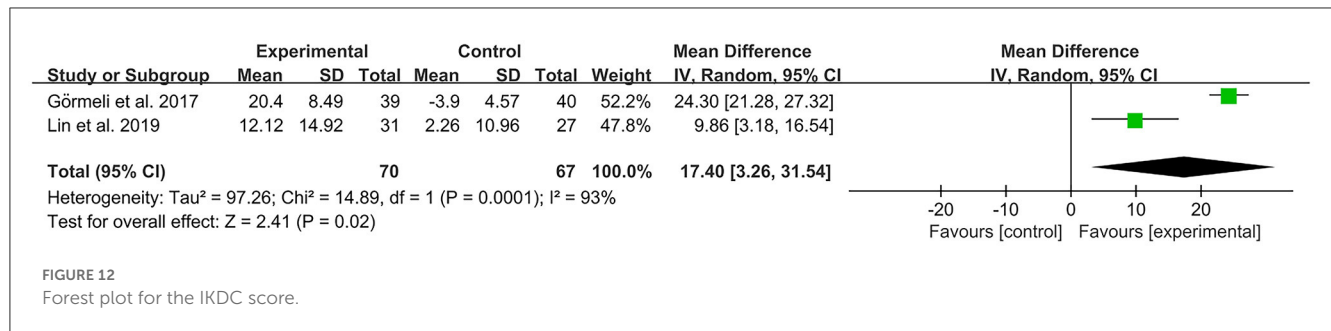 Experimental Control Mean Difference Mean Difference
Study or Subgroup Mean SD Total Mean SD Total Weight IV, Random, 95% CI IV, Random, 95% CI
Görmeli et al. 2017 20.4 8.49 39 -3.9 4.57 40 52.2% 24.30 [21.28, 27.32]
Lin et al. 2019 12.12 14.92 31 2.26 10.96 27 47.8% 9.86 [3.18, 16.54]
Total (95% CI) 70 67 100.0% 17.40 [3.26, 31.54]
Heterogeneity: Tau² = 97.26; Chi² = 14.89, df = 1 (P = 0.0001); I² = 93%
Test for overall effect: Z = 2.41 (P = 0.02)
-20 -10 0 10 20
Favours [control] Favours [experimental]
FIGURE 12
Forest plot for the IKDC score.